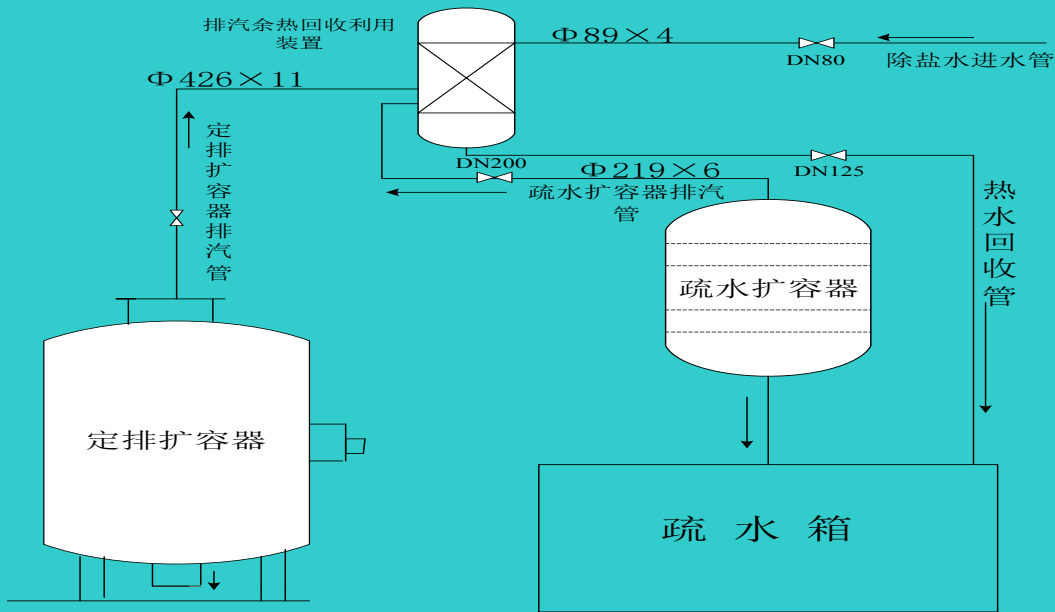 排汽余热回收利用
装置
Φ89×4
DN80
除盐水进水管
Φ426×11
定排扩容器排汽管
DN200
Φ219×6
DN125
疏水扩容器排汽
管
热水回收管
疏水扩容器
定排扩容器
疏水箱